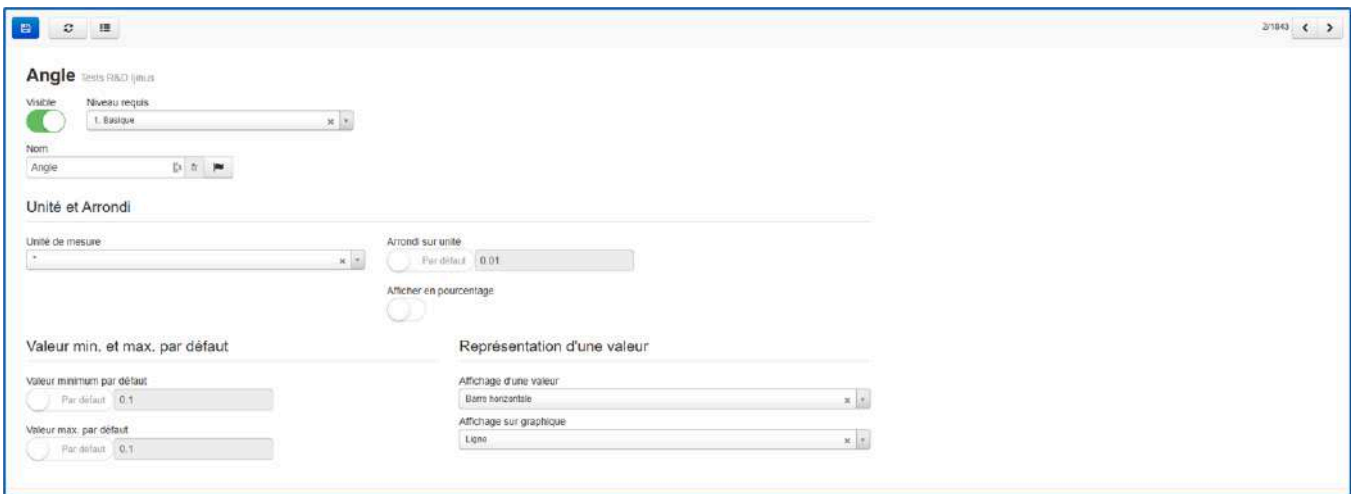 2/1843
Angle Tests R&D Ijinus
Visible Niveau requis
1. Basique
Nom
Angle fr
Unité et Arrondi
Unité de mesure Arrondi sur unité
° Par défaut 0.01
Afficher en pourcentage
Valeur min. et max. par défaut Représentation d'une valeur
Valeur minimum par défaut Affichage d'une valeur
Par défaut 0.1 Barre horizontale
Valeur max. par défaut Affichage sur graphique
Par défaut 0.1 Ligne